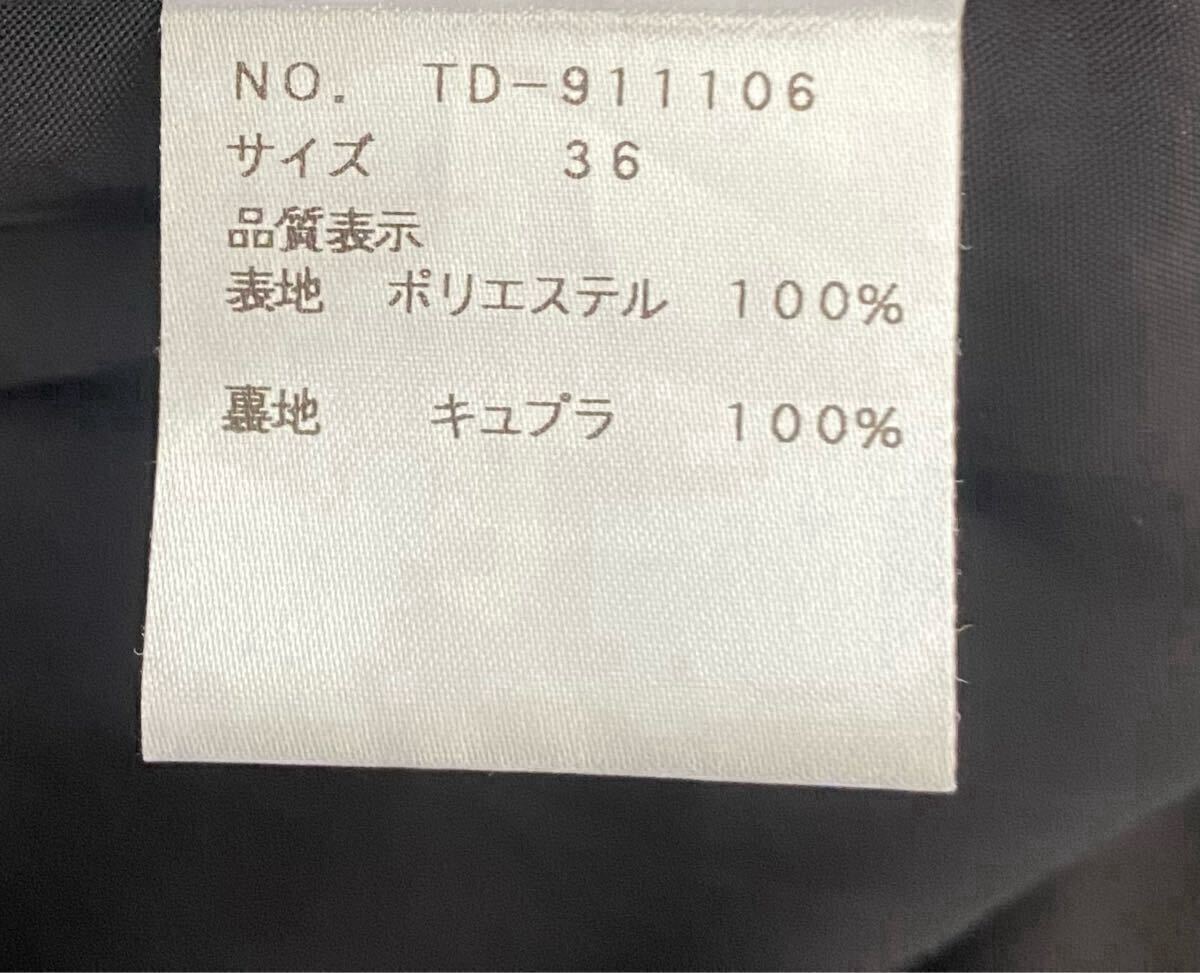 NO. TD-911106
サイズ 36
品質表示
表地 ポリエステル 100%
裏地 キュプラ 100%